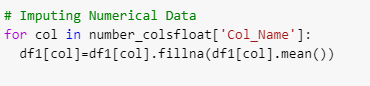 # Imputing Numerical Data
for col in number_colsfloat['Col_Name']:
  df1[col]=df1[col].fillna(df1[col].mean())